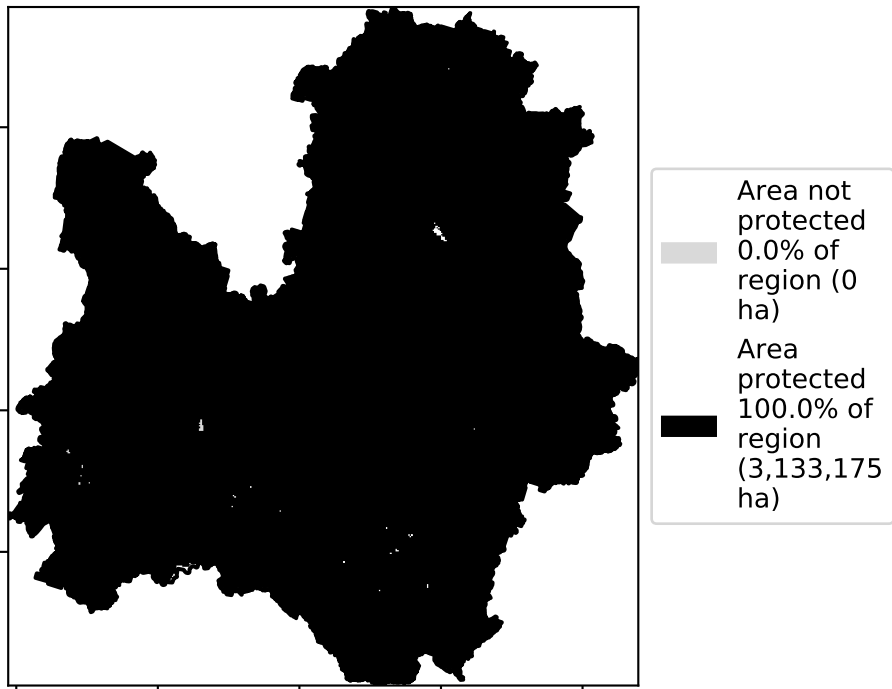 Area not
protected
0.0% of
region (0
ha)
Area
protected
100.0% of
region
(3,133,175
ha)